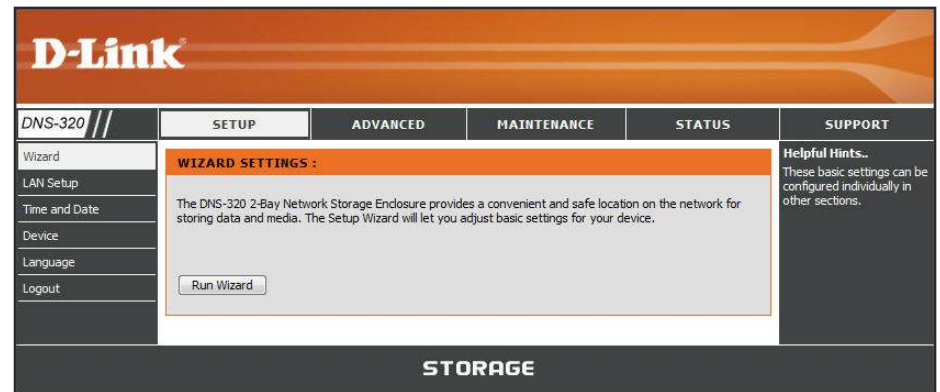 D-Link®
DNS-320
SETUP
ADVANCED
MAINTENANCE
STATUS
SUPPORT
Wizard
LAN Setup
Time and Date
Device
Language
Logout
WIZARD SETTINGS :
The DNS-320 2-Bay Network Storage Enclosure provides a convenient and safe location on the network for
storing data and media. The Setup Wizard will let you adjust basic settings for your device.
Run Wizard
Helpful Hints..
These basic settings can be
configured individually in
other sections.
STORAGE